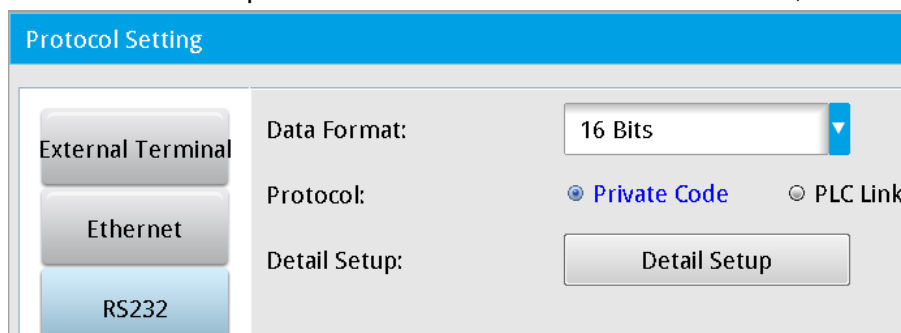 Protocol Setting
External Terminal
Ethernet
RS232
Data Format: 16 Bits
Protocol: Private Code PLC Link
Detail Setup: Detail Setup